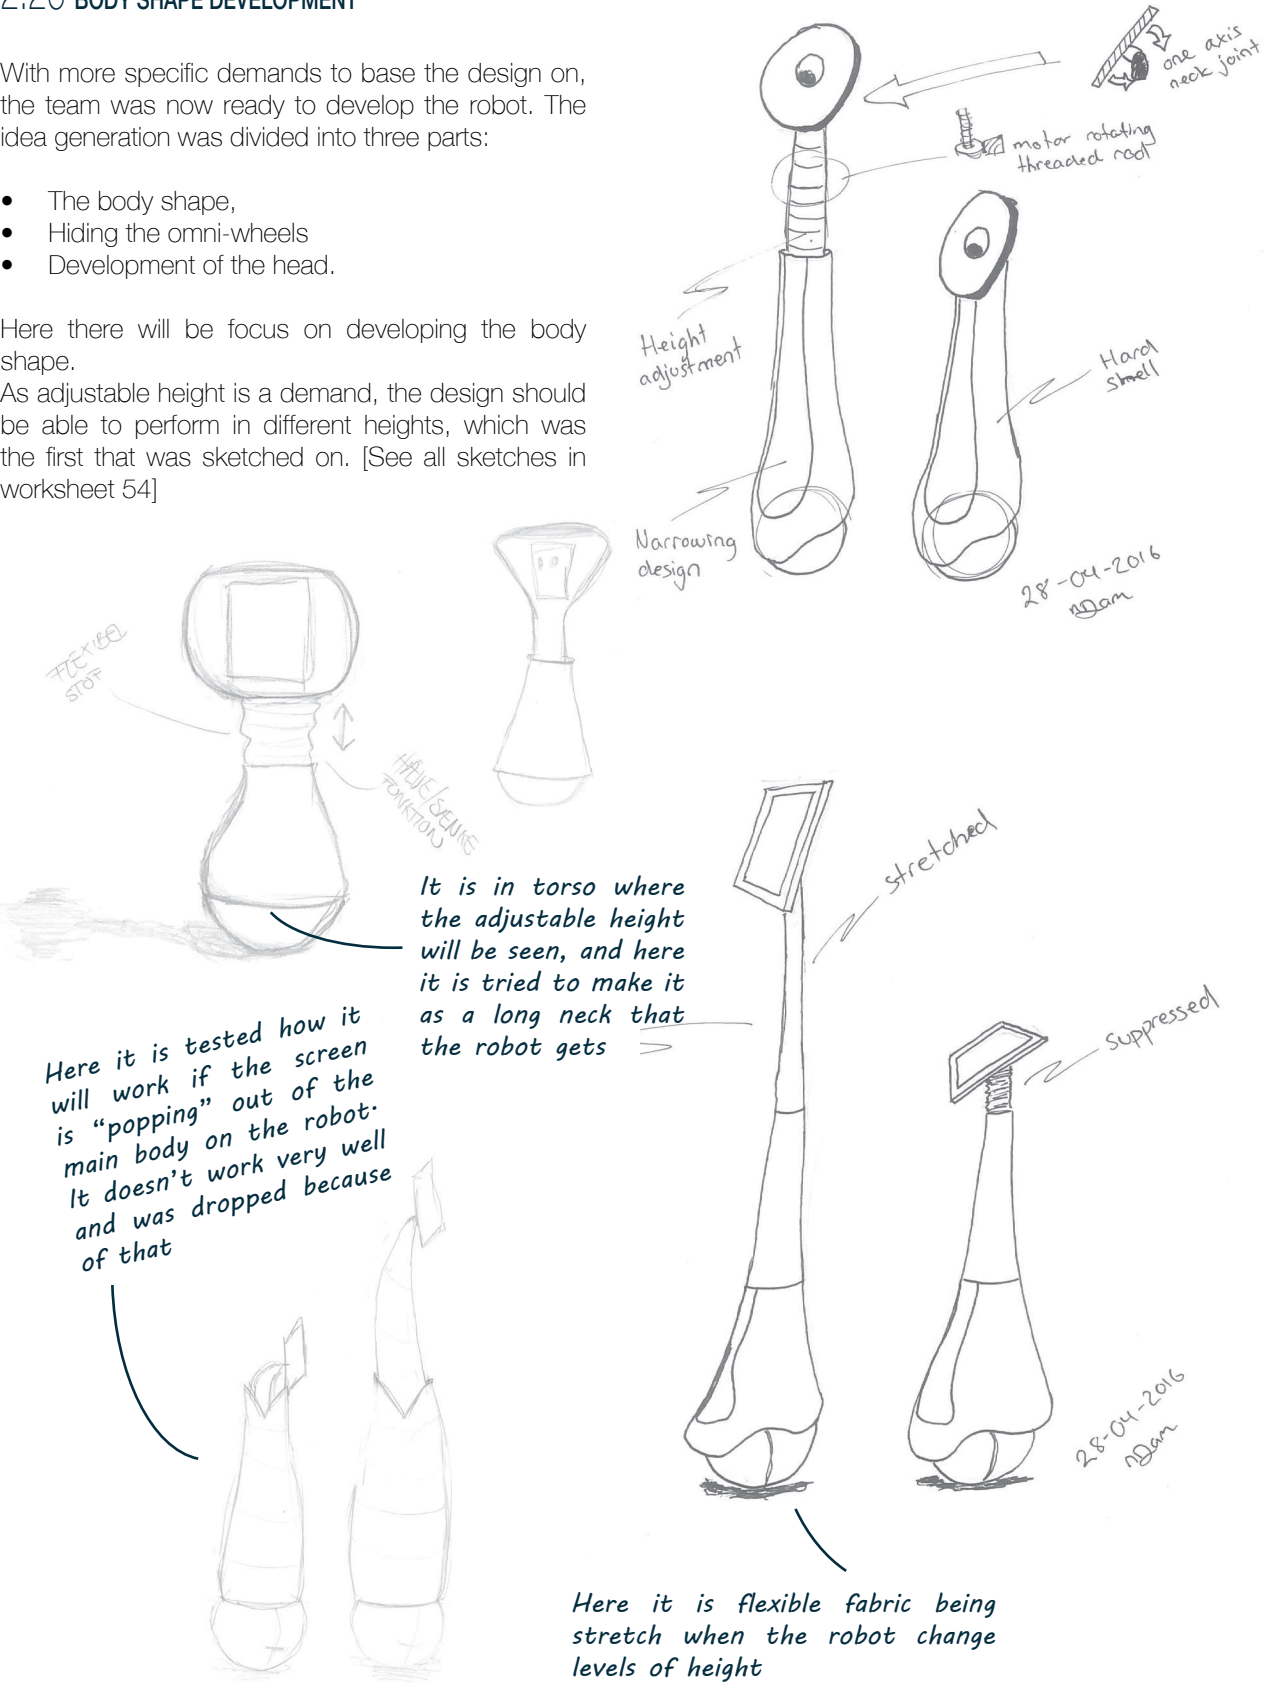 2.20 BODY SHAPE DEVELOPMENT
With more specific demands to base the design on,
the team was now ready to develop the robot. The
idea generation was divided into three parts:
• The body shape,
• Hiding the omni-wheels
• Development of the head.
Here there will be focus on developing the body
shape.
As adjustable height is a demand, the design should
be able to perform in different heights, which was
the first that was sketched on. [See all sketches in
worksheet 54]
one axis
neck joint
motor rotating
threaded rod
Height
adjustment
Hard
shell
Narrowing
design
28-04-2016
nDam
FLEXIBEL
STOF
HÆVE/SÆNKE
FUNKTION
It is in torso where
the adjustable height
will be seen, and here
it is tried to make it
as a long neck that
the robot gets
stretched
suppressed
Here it is tested how it
will work if the screen
is “popping” out of the
main body on the robot.
It doesn’t work very well
and was dropped because
of that
28-04-2016
nDam
Here it is flexible fabric being
stretch when the robot change
levels of height